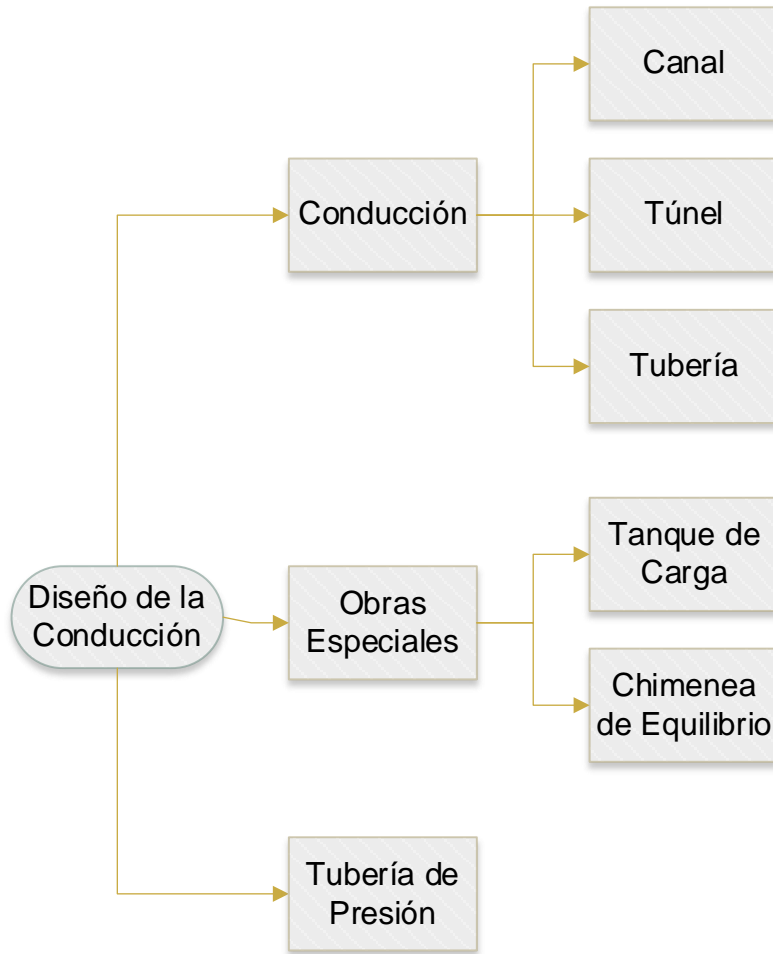 Canal
Conducción
Túnel
Tubería
Diseño de la
Conducción
Obras
Especiales
Tanque de
Carga
Chimenea
de Equilibrio
Tubería de
Presión